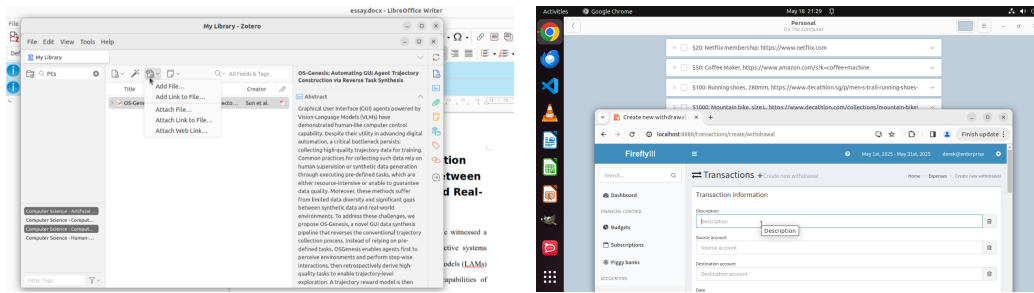 essay.docx - LibreOffice Writer
My Library - Zotero
File Edit View Tools Help
My Library
PCs
All Fields & Tags
Title
Creator
Sun et al.
Add File...
Add Link to File...
Attach File...
Attach Link to File...
Attach Web Link...
Computer Science - Artificial ...
Computer Science - Comput...
Computer Science - Comput...
Computer Science - Human-...
Filter Tags
OS-Genesis: Automating GUI Agent Trajectory
Construction via Reverse Task Synthesis
Abstract
Graphical User Interface (GUI) agents powered by
Vision-Language Models (VLMs) have
demonstrated human-like computer control
capability. Despite their utility in advancing digital
automation, a critical bottleneck persists:
collecting high-quality trajectory data for training.
Common practices for collecting such data rely on
human supervision or synthetic data generation
through executing pre-defined tasks, which are
either resource-intensive or unable to guarantee
data quality. Moreover, these methods suffer
from limited data diversity and significant gaps
between synthetic data and real-world
environments. To address these challenges, we
propose OS-Genesis, a novel GUI data synthesis
pipeline that reverses the conventional trajectory
collection process. Instead of relying on pre-
defined tasks, OSGenesis enables agents first to
perceive environments and perform step-wise
interactions, then retrospectively derive high-
quality tasks to enable trajectory-level
exploration. A trajectory reward model is then
tion
etween
d Real-
e witnessed a
ctive systems
odels (LAMs)
apabilities of
Activities
Google Chrome
May 18 21:29
Personal
On This Computer
$20: Netflix membership: https://www.netflix.com
$50: Coffee Maker, https://www.amazon.com/s?k=coffee+machine
$100: Running shoes, 280mm, https://www.decathlon.sg/p/men-s-trail-running-shoes-
$1000: Mountain bike, size L, https://www.decathlon.com/collections/mountain-bikes
Create new withdrawal
localhost:8888/transactions/create/withdrawal
Finish update
FireflyIII
May 1st, 2025 - May 31st, 2025
derek@enterprise
Search...
Transactions
Create new withdrawal
Home
Expenses
Create new withdrawal
Dashboard
FINANCIAL CONTROL
Budgets
Subscriptions
Piggy banks
ACCOUNTING
Transaction information
Description
Description
Description
Source account
Source account
Destination account
Destination account
Date